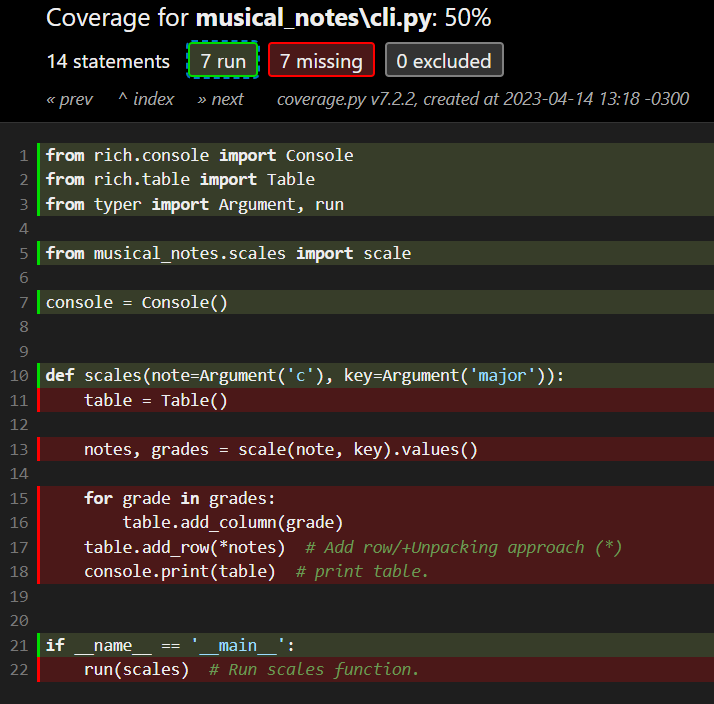 Coverage for musical_notes\cli.py: 50%
14 statements 7 run 7 missing 0 excluded
« prev ^ index » next coverage.py v7.2.2, created at 2023-04-14 13:18 -0300
1 from rich.console import Console
2 from rich.table import Table
3 from typer import Argument, run
4
5 from musical_notes.scales import scale
6
7 console = Console()
8
9
10 def scales(note=Argument('c'), key=Argument('major')):
11     table = Table()
12
13     notes, grades = scale(note, key).values()
14
15     for grade in grades:
16         table.add_column(grade)
17     table.add_row(*notes)  # Add row/+Unpacking approach (*)
18     console.print(table)  # print table.
19
20
21 if __name__ == '__main__':
22     run(scales)  # Run scales function.